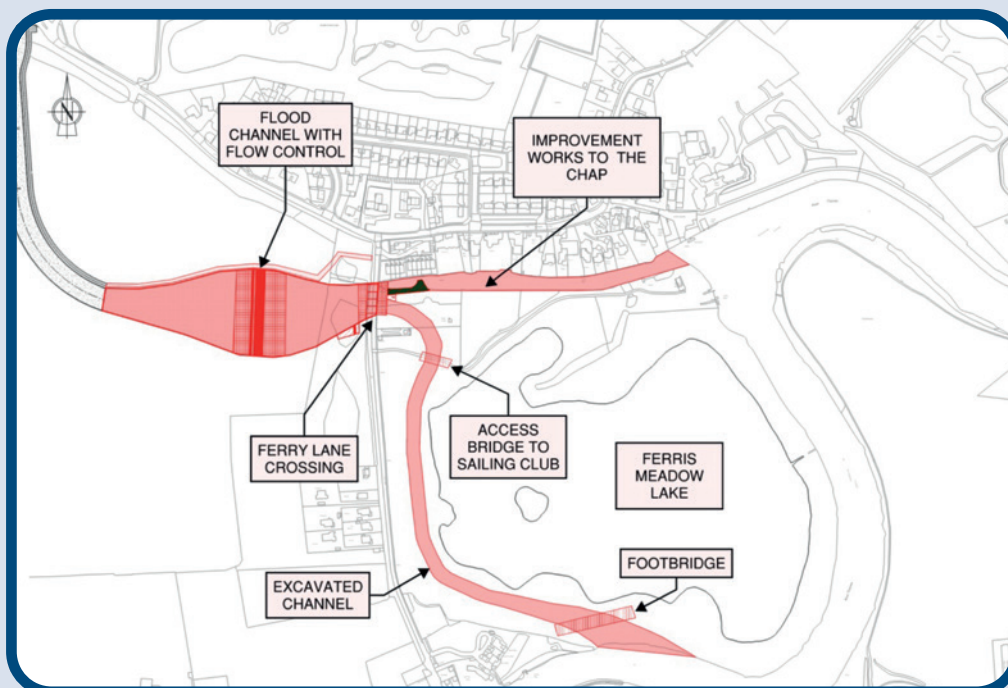 N
FLOOD
CHANNEL WITH
FLOW CONTROL
IMPROVEMENT
WORKS TO THE
CHAP
FERRY LANE
CROSSING
ACCESS
BRIDGE TO
SAILING CLUB
FERRIS
MEADOW
LAKE
EXCAVATED
CHANNEL
FOOTBRIDGE